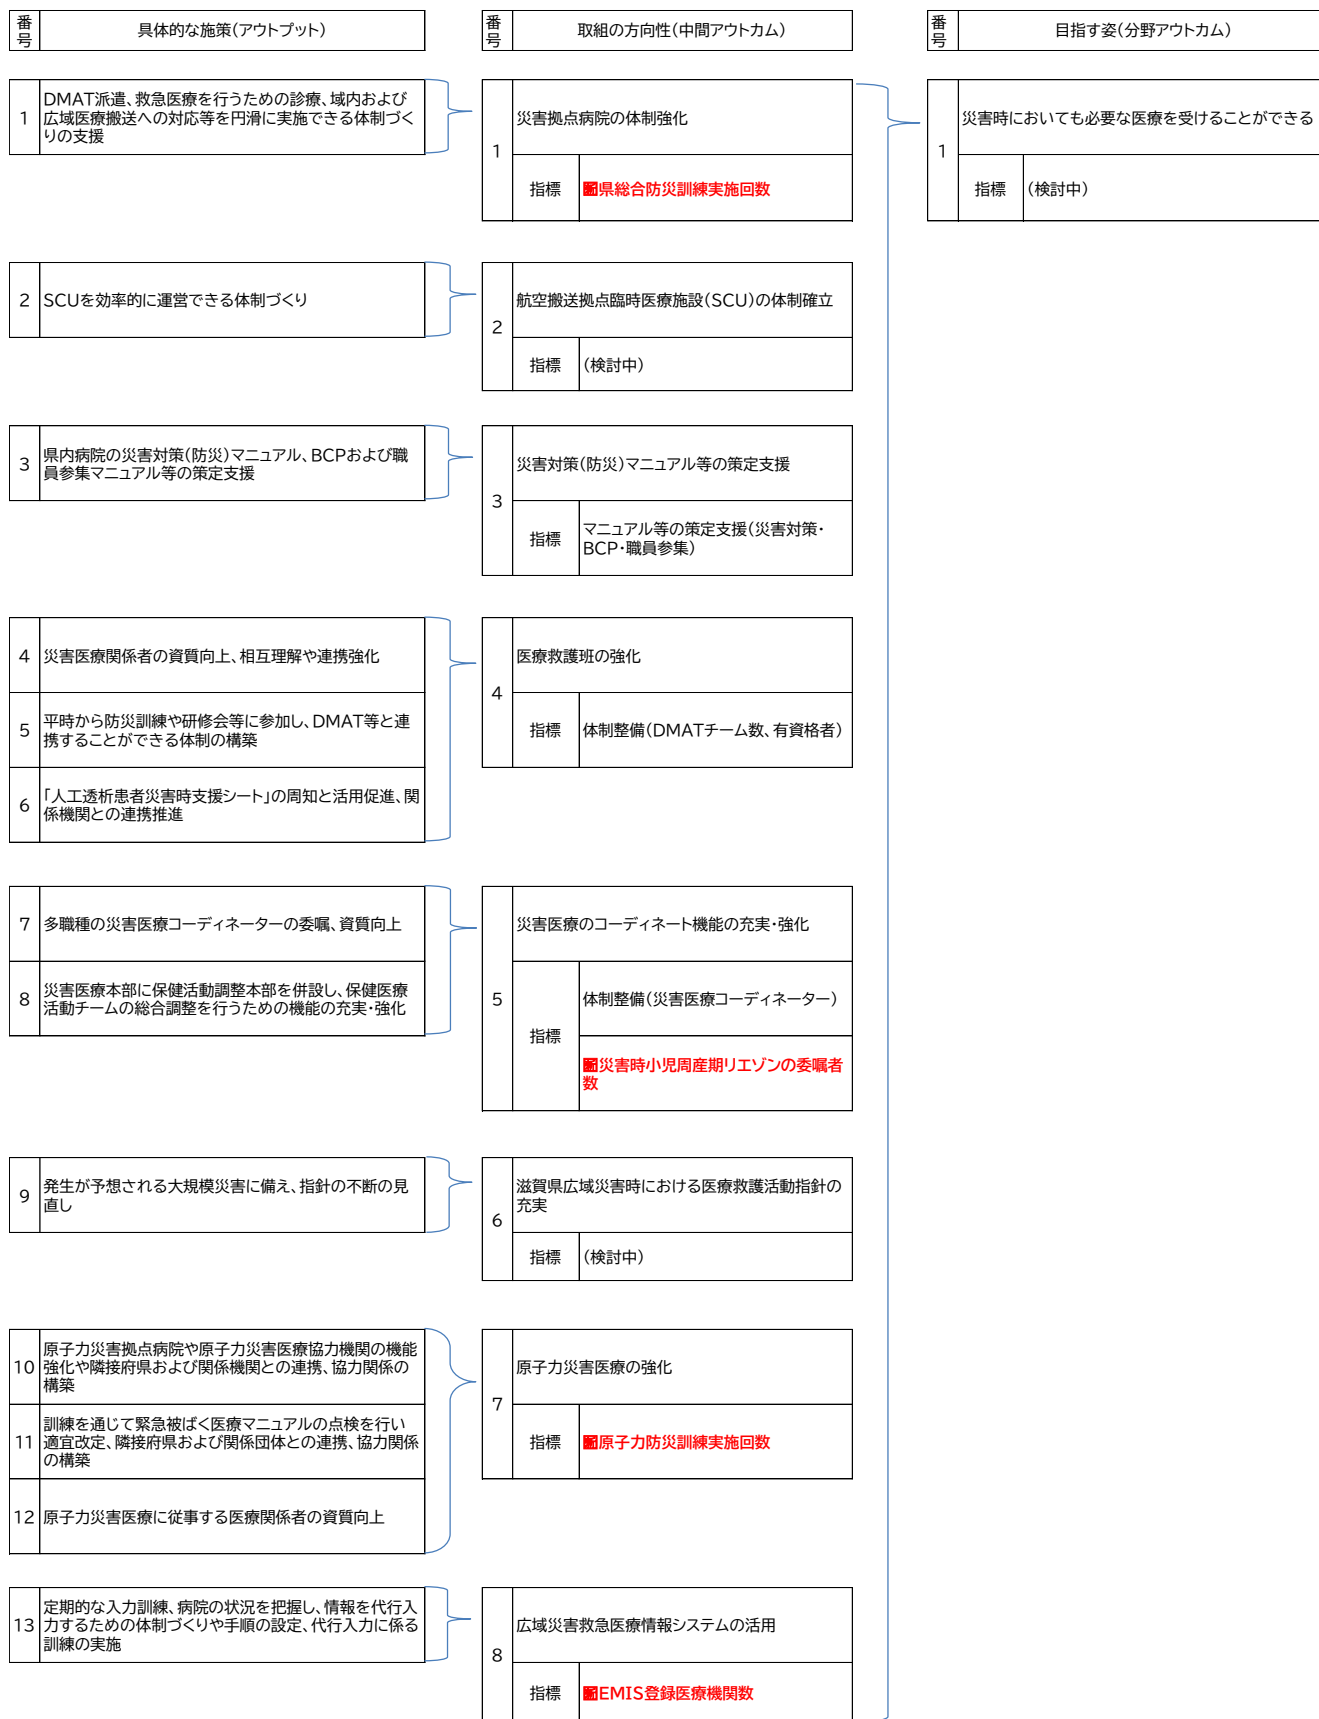 番号
具体的な施策(アウトプット)
番号
取組の方向性(中間アウトカム)
番号
目指す姿(分野アウトカム)
1
DMAT派遣、救急医療を行うための診療、域内および
広域医療搬送への対応等を円滑に実施できる体制づく
りの支援
1
災害拠点病院の体制強化
指標
新県総合防災訓練実施回数
1
災害時においても必要な医療を受けることができる
指標
(検討中)
2
SCUを効率的に運営できる体制づくり
2
航空搬送拠点臨時医療施設(SCU)の体制確立
指標
(検討中)
3
県内病院の災害対策(防災)マニュアル、BCPおよび職
員参集マニュアル等の策定支援
3
災害対策(防災)マニュアル等の策定支援
指標
マニュアル等の策定支援(災害対策・
BCP・職員参集)
4
災害医療関係者の資質向上、相互理解や連携強化
5
平時から防災訓練や研修会等に参加し、DMAT等と連
携することができる体制の構築
6
「人工透析患者災害時支援シート」の周知と活用促進、関
係機関との連携推進
4
医療救護班の強化
指標
体制整備(DMATチーム数、有資格者)
7
多職種の災害医療コーディネーターの委嘱、資質向上
8
災害医療本部に保健活動調整本部を併設し、保健医療
活動チームの総合調整を行うための機能の充実・強化
5
災害医療のコーディネート機能の充実・強化
指標
体制整備(災害医療コーディネーター)
新災害時小児周産期リエゾンの委嘱者
数
9
発生が予想される大規模災害に備え、指針の不断の見
直し
6
滋賀県広域災害時における医療救護活動指針の
充実
指標
(検討中)
10
原子力災害拠点病院や原子力災害医療協力機関の機能
強化や隣接府県および関係機関との連携、協力関係の
構築
11
訓練を通じて緊急被ばく医療マニュアルの点検を行い
適宜改定、隣接府県および関係団体との連携、協力関係
の構築
12
原子力災害医療に従事する医療関係者の資質向上
7
原子力災害医療の強化
指標
新原子力防災訓練実施回数
13
定期的な入力訓練、病院の状況を把握し、情報を代行入
力するための体制づくりや手順の設定、代行入力に係る
訓練の実施
8
広域災害救急医療情報システムの活用
指標
新EMIS登録医療機関数